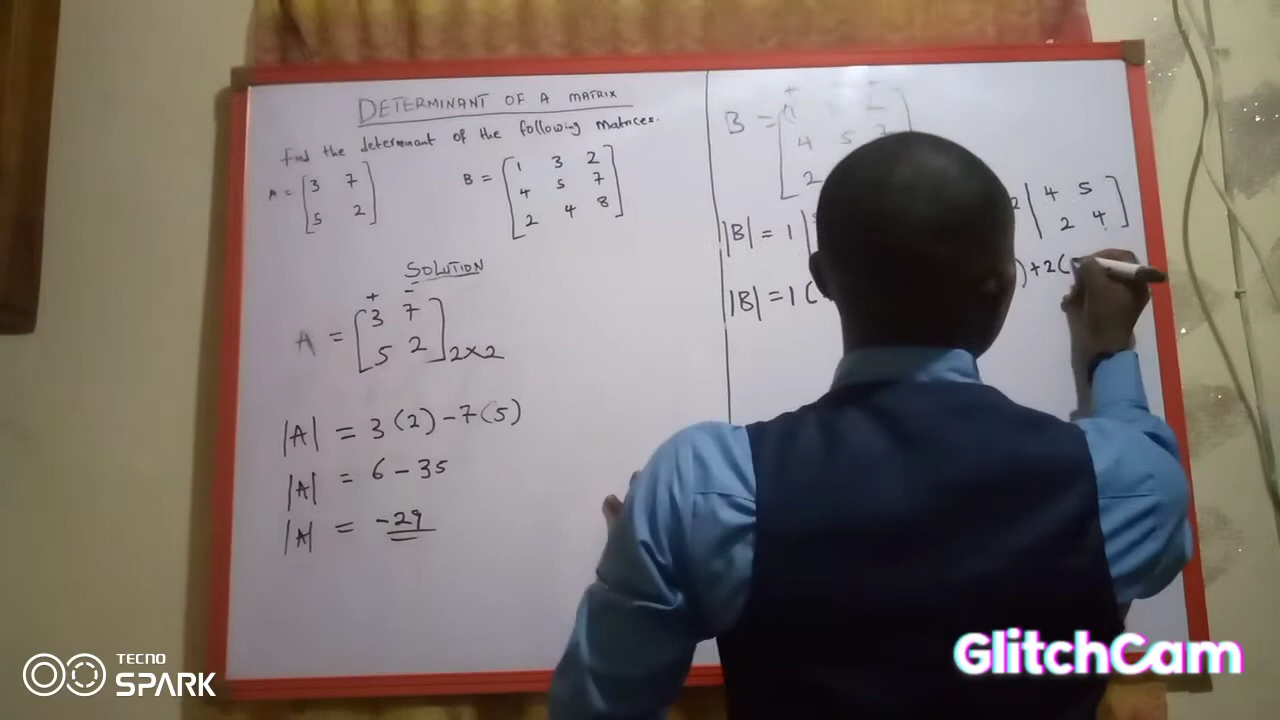 DETERMINANT OF A MATRIX
Find the determinant of the following Matrices.
A = [3 7
5 2]
B = [1 3 2
4 5 7
2 4 8]
SOLUTION
+ -
A = [3 7
5 2]2×2
|A| = 3(2) - 7(5)
|A| = 6 - 35
|A| = -29
B =
4 5 7
2
|B| = 1| 2|4 5
2 4]
|B| = 1( ) + 2(
TECNO
SPARK
GlitchCam